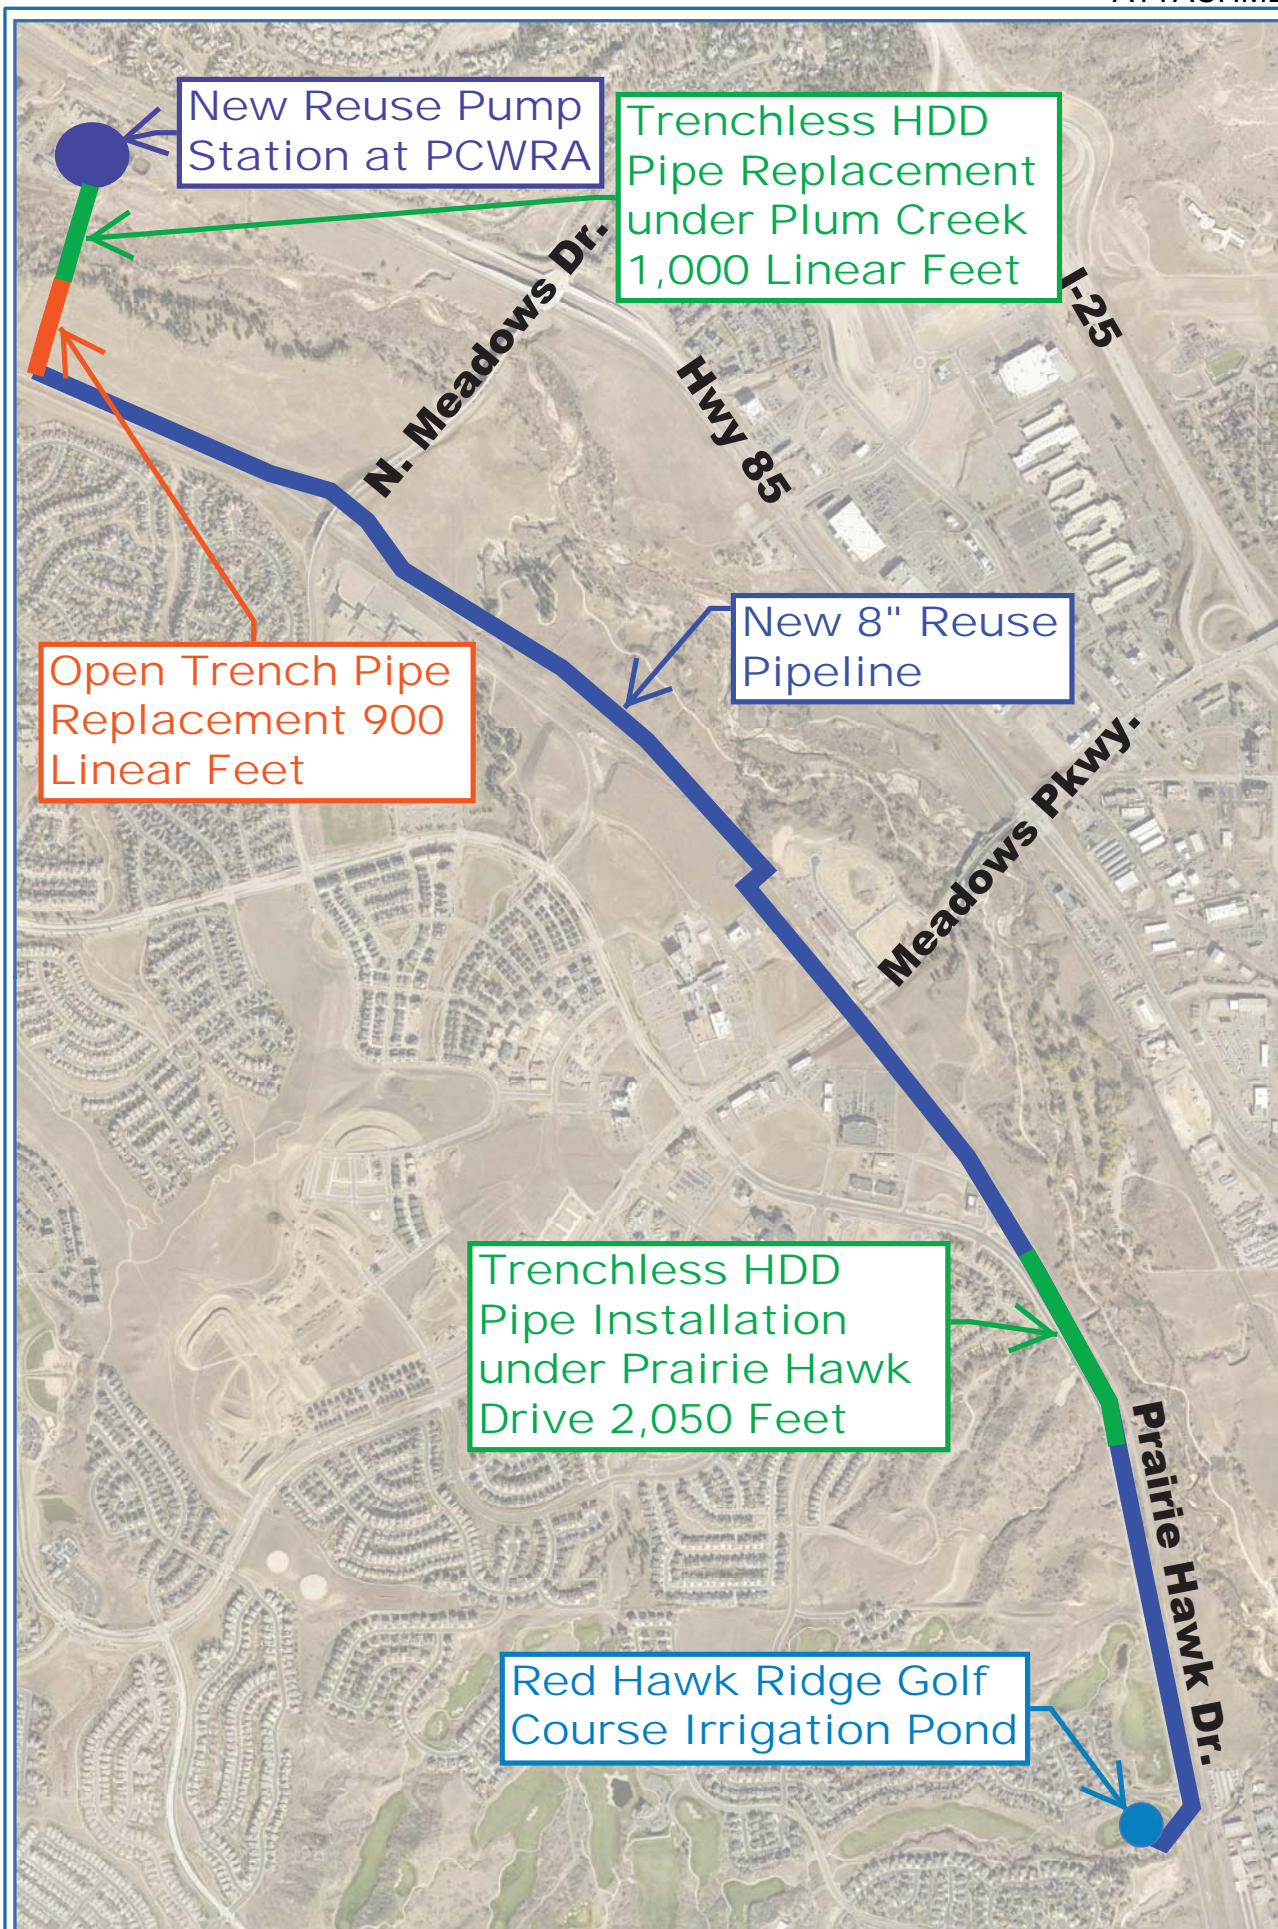 New Reuse Pump
Station at PCWRA
Trenchless HDD
Pipe Replacement
under Plum Creek
1,000 Linear Feet
N. Meadows Dr.
I-25
Hwy 85
New 8" Reuse
Pipeline
Open Trench Pipe
Replacement 900
Linear Feet
Meadows Pkwy.
Trenchless HDD
Pipe Installation
under Prairie Hawk
Drive 2,050 Feet
Prairie Hawk Dr.
Red Hawk Ridge Golf
Course Irrigation Pond